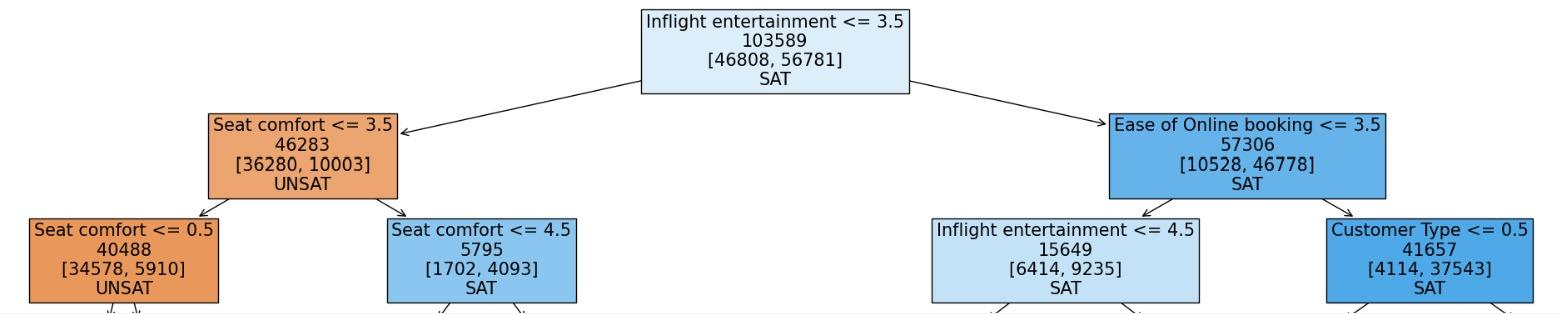 Inflight entertainment <= 3.5
103589
[46808, 56781]
SAT
Seat comfort <= 3.5
46283
[36280, 10003]
UNSAT
Ease of Online booking <= 3.5
57306
[10528, 46778]
SAT
Seat comfort <= 0.5
40488
[34578, 5910]
UNSAT
Seat comfort <= 4.5
5795
[1702, 4093]
SAT
Inflight entertainment <= 4.5
15649
[6414, 9235]
SAT
Customer Type <= 0.5
41657
[4114, 37543]
SAT